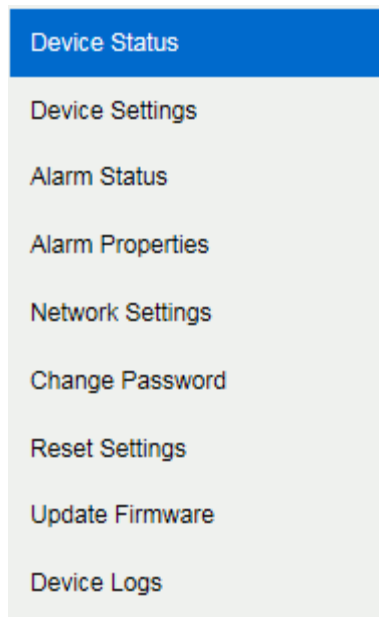 Device Status
Device Settings
Alarm Status
Alarm Properties
Network Settings
Change Password
Reset Settings
Update Firmware
Device Logs